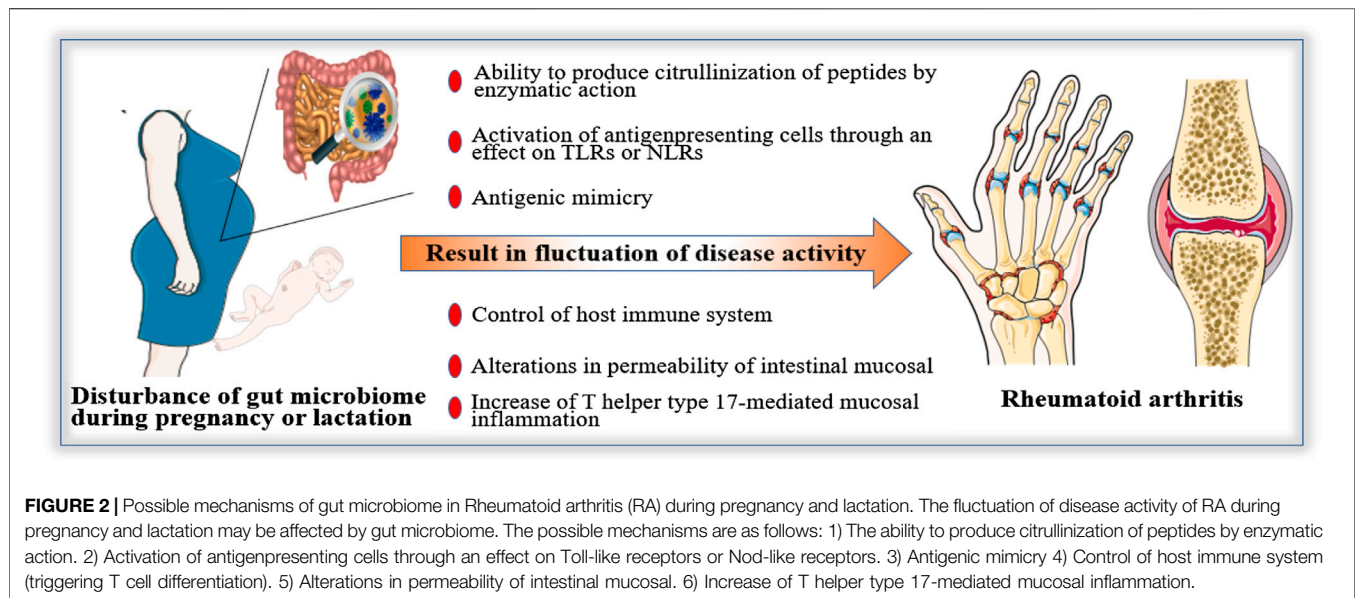 Ability to produce citrullinization of peptides by
enzymatic action
Activation of antigenpresenting cells through an
effect on TLRs or NLRs
Antigenic mimicry
Result in fluctuation of disease activity
Control of host immune system
Alterations in permeability of intestinal mucosal
Increase of T helper type 17-mediated mucosal
inflammation
Disturbance of gut microbiome
during pregnancy or lactation
Rheumatoid arthritis
FIGURE 2 | Possible mechanisms of gut microbiome in Rheumatoid arthritis (RA) during pregnancy and lactation. The fluctuation of disease activity of RA during
pregnancy and lactation may be affected by gut microbiome. The possible mechanisms are as follows: 1) The ability to produce citrullinization of peptides by enzymatic
action. 2) Activation of antigenpresenting cells through an effect on Toll-like receptors or Nod-like receptors. 3) Antigenic mimicry 4) Control of host immune system
(triggering T cell differentiation). 5) Alterations in permeability of intestinal mucosal. 6) Increase of T helper type 17-mediated mucosal inflammation.